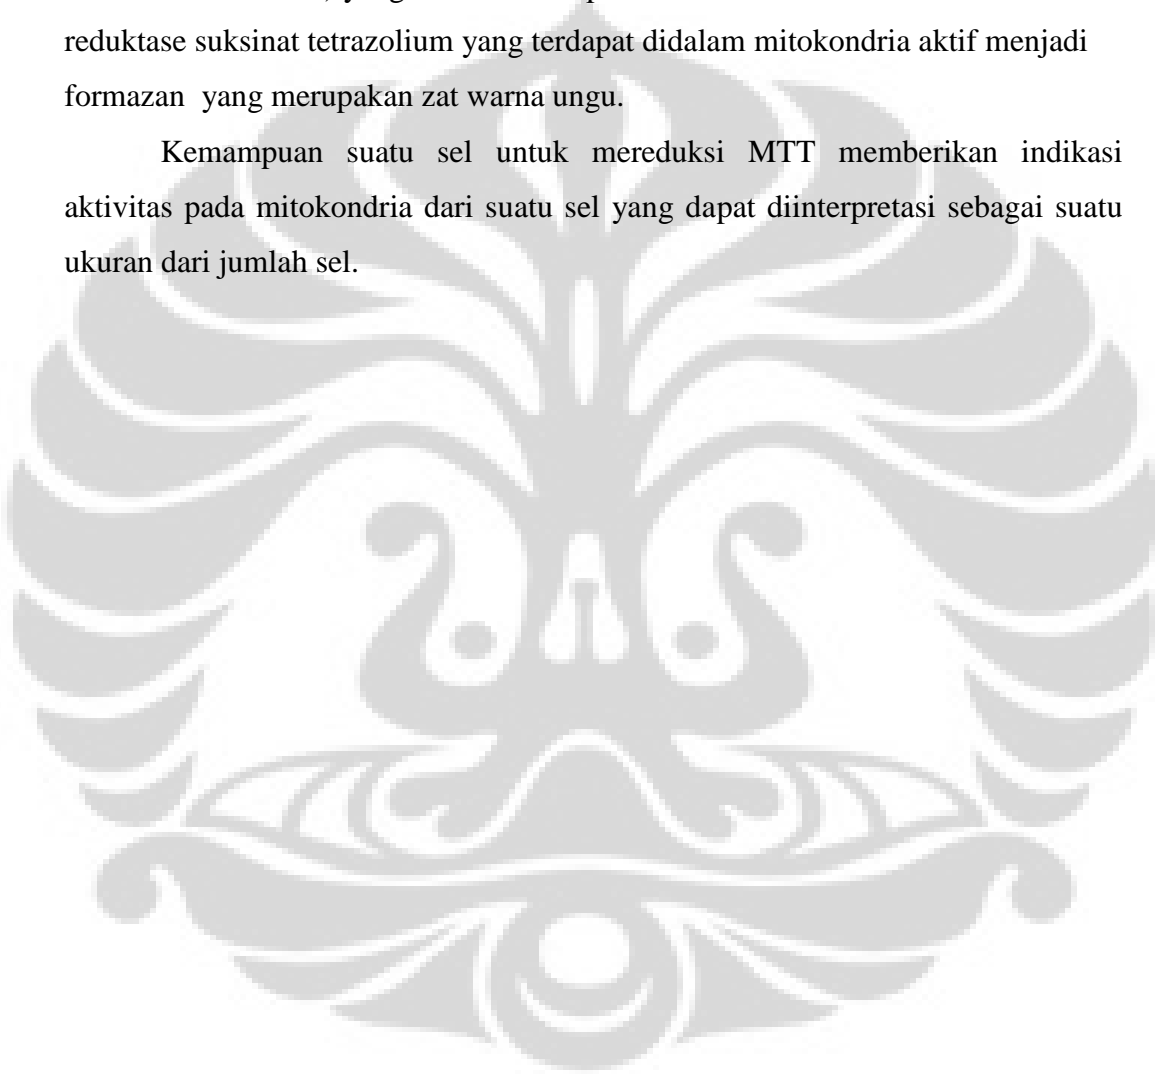 reduktase suksinat tetrazolium yang terdapat didalam mitokondria aktif menjadi
formazan yang merupakan zat warna ungu.
Kemampuan suatu sel untuk mereduksi MTT memberikan indikasi
aktivitas pada mitokondria dari suatu sel yang dapat diinterpretasi sebagai suatu
ukuran dari jumlah sel.